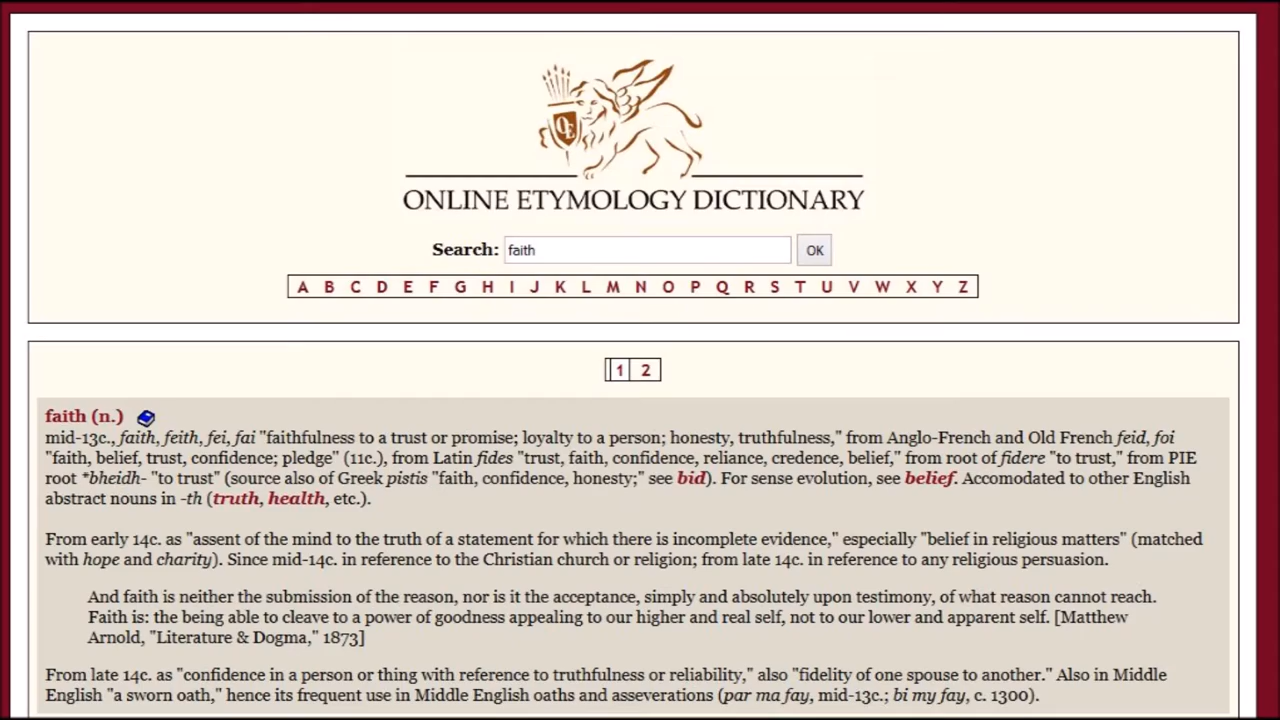 OE
ONLINE ETYMOLOGY DICTIONARY
Search: faith OK
A B C D E F G H I J K L M N O P Q R S T U V W X Y Z
1 2
faith (n.)
mid-13c., faith, feith, fei, fai "faithfulness to a trust or promise; loyalty to a person; honesty, truthfulness," from Anglo-French and Old French feid, foi
"faith, belief, trust, confidence; pledge" (11c.), from Latin fides "trust, faith, confidence, reliance, credence, belief," from root of fidere "to trust," from PIE
root *bheidh- "to trust" (source also of Greek pistis "faith, confidence, honesty;" see bid). For sense evolution, see belief. Accomodated to other English
abstract nouns in -th (truth, health, etc.).
From early 14c. as "assent of the mind to the truth of a statement for which there is incomplete evidence," especially "belief in religious matters" (matched
with hope and charity). Since mid-14c. in reference to the Christian church or religion; from late 14c. in reference to any religious persuasion.
And faith is neither the submission of the reason, nor is it the acceptance, simply and absolutely upon testimony, of what reason cannot reach.
Faith is: the being able to cleave to a power of goodness appealing to our higher and real self, not to our lower and apparent self. [Matthew
Arnold, "Literature & Dogma," 1873]
From late 14c. as "confidence in a person or thing with reference to truthfulness or reliability," also "fidelity of one spouse to another." Also in Middle
English "a sworn oath," hence its frequent use in Middle English oaths and asseverations (par ma fay, mid-13c.; bi my fay, c. 1300).